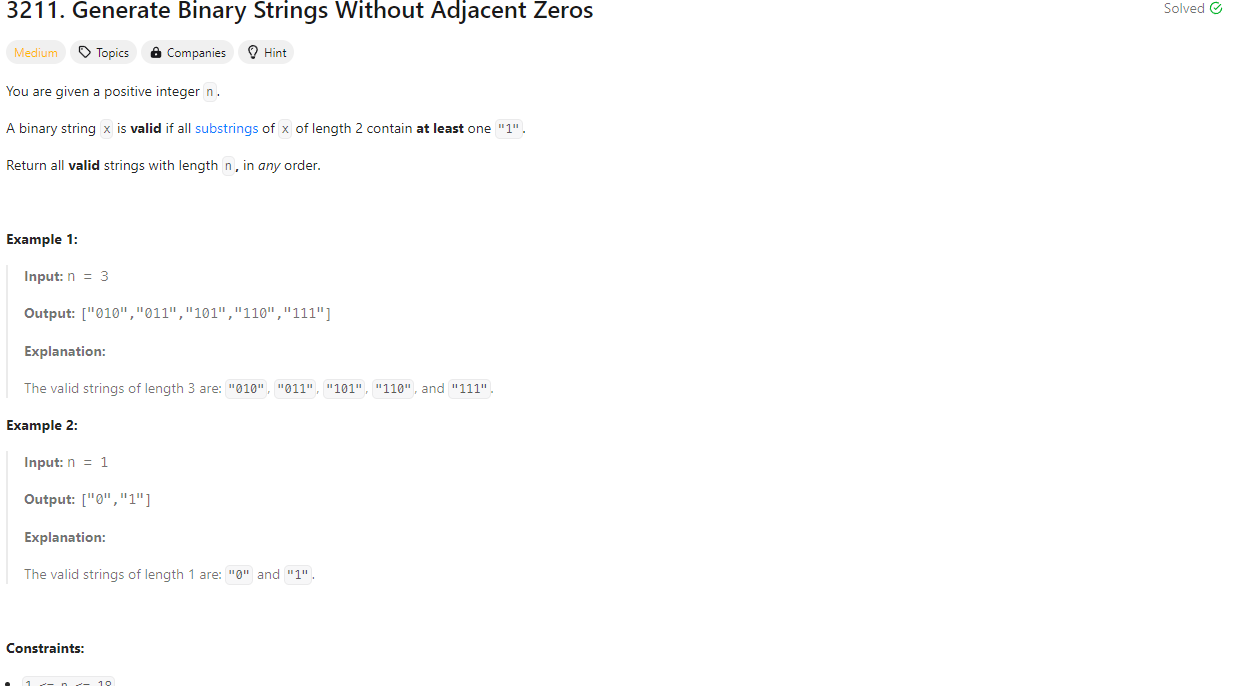 3211. Generate Binary Strings Without Adjacent Zeros
Solved
Medium Topics Companies Hint
You are given a positive integer n.
A binary string x is valid if all substrings of x of length 2 contain at least one "1".
Return all valid strings with length n, in any order.
Example 1:
Input: n = 3
Output: ["010","011","101","110","111"]
Explanation:
The valid strings of length 3 are: "010", "011", "101", "110", and "111".
Example 2:
Input: n = 1
Output: ["0","1"]
Explanation:
The valid strings of length 1 are: "0" and "1".
Constraints:
1 <= n <= 18